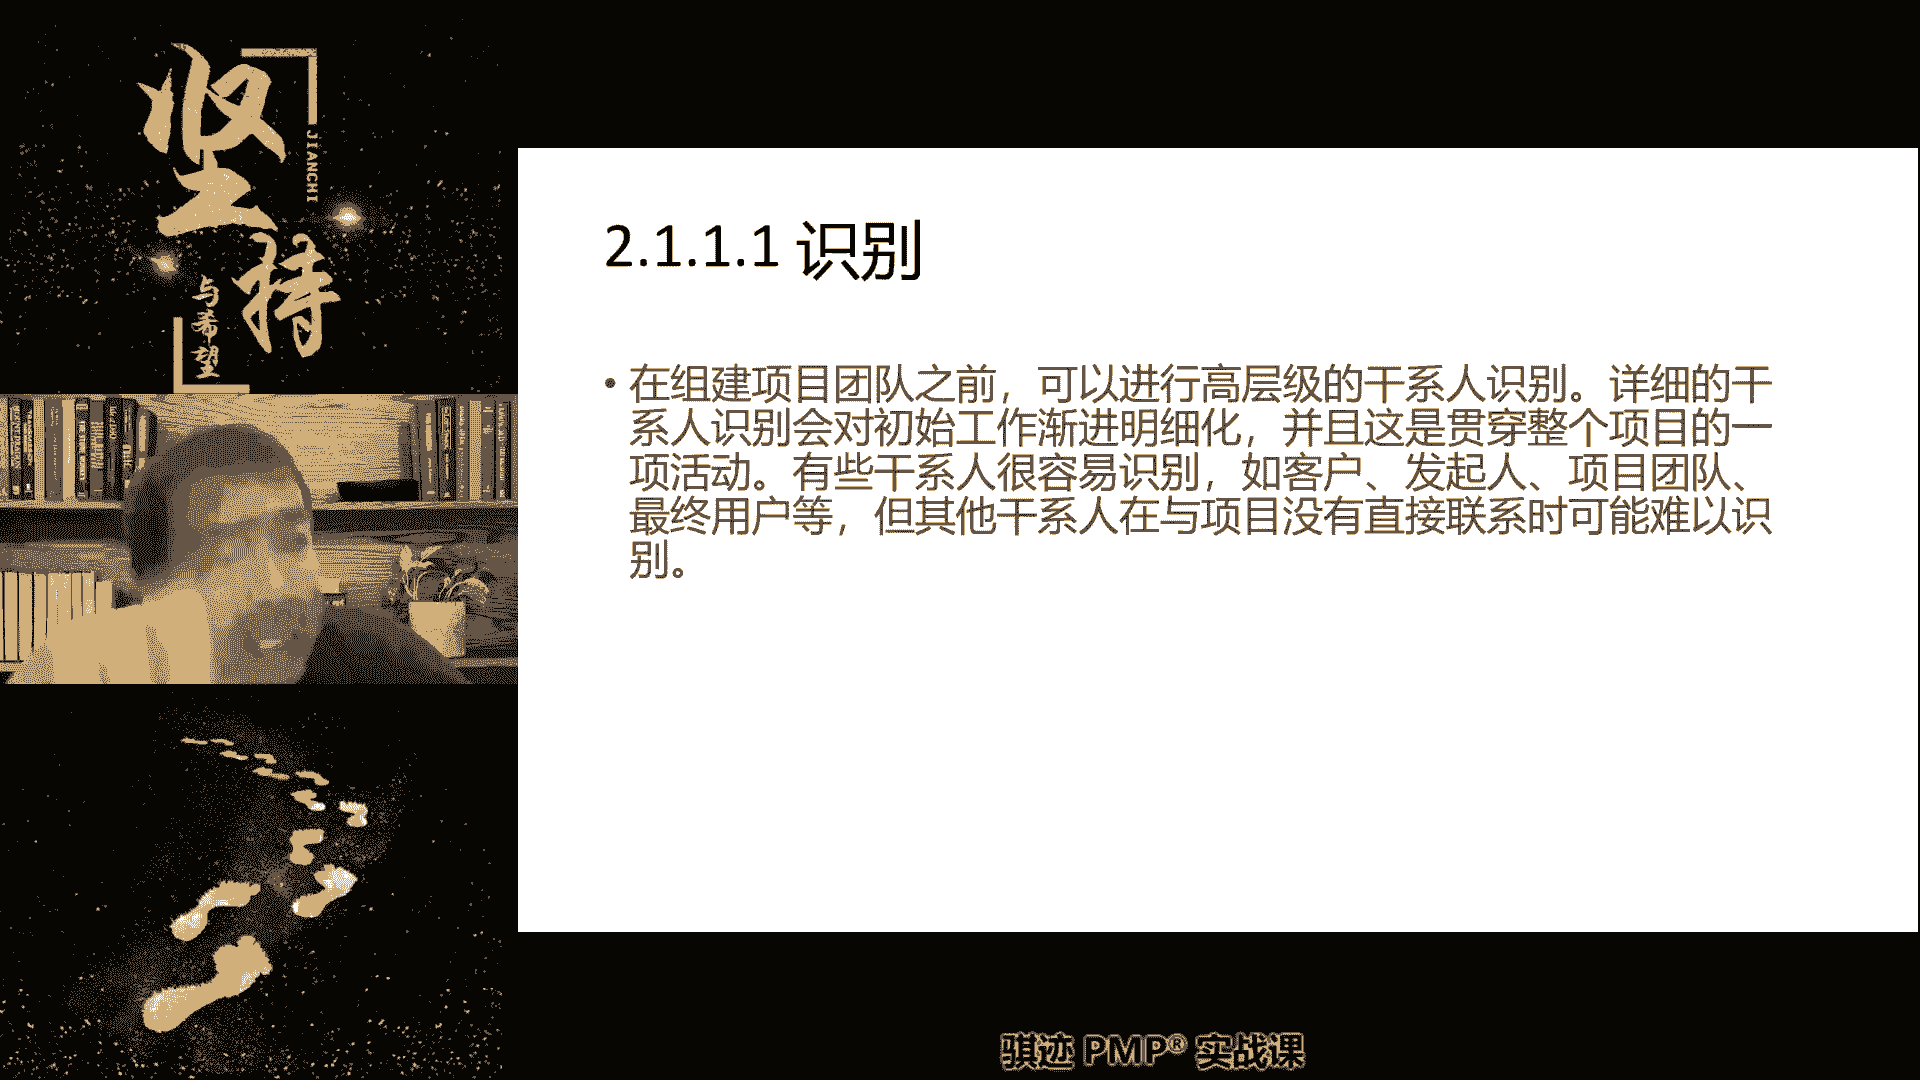 坚持
JIANCHI
与希望
2.1.1.1 识别
• 在组建项目团队之前，可以进行高层级的干系人识别。详细的干
系人识别会对初始工作渐进明细化，并且这是贯穿整个项目的一
项活动。有些干系人很容易识别，如客户、发起人、项目团队、
最终用户等，但其他干系人在与项目没有直接联系时可能难以识
别。
骐迹 PMP® 实战课